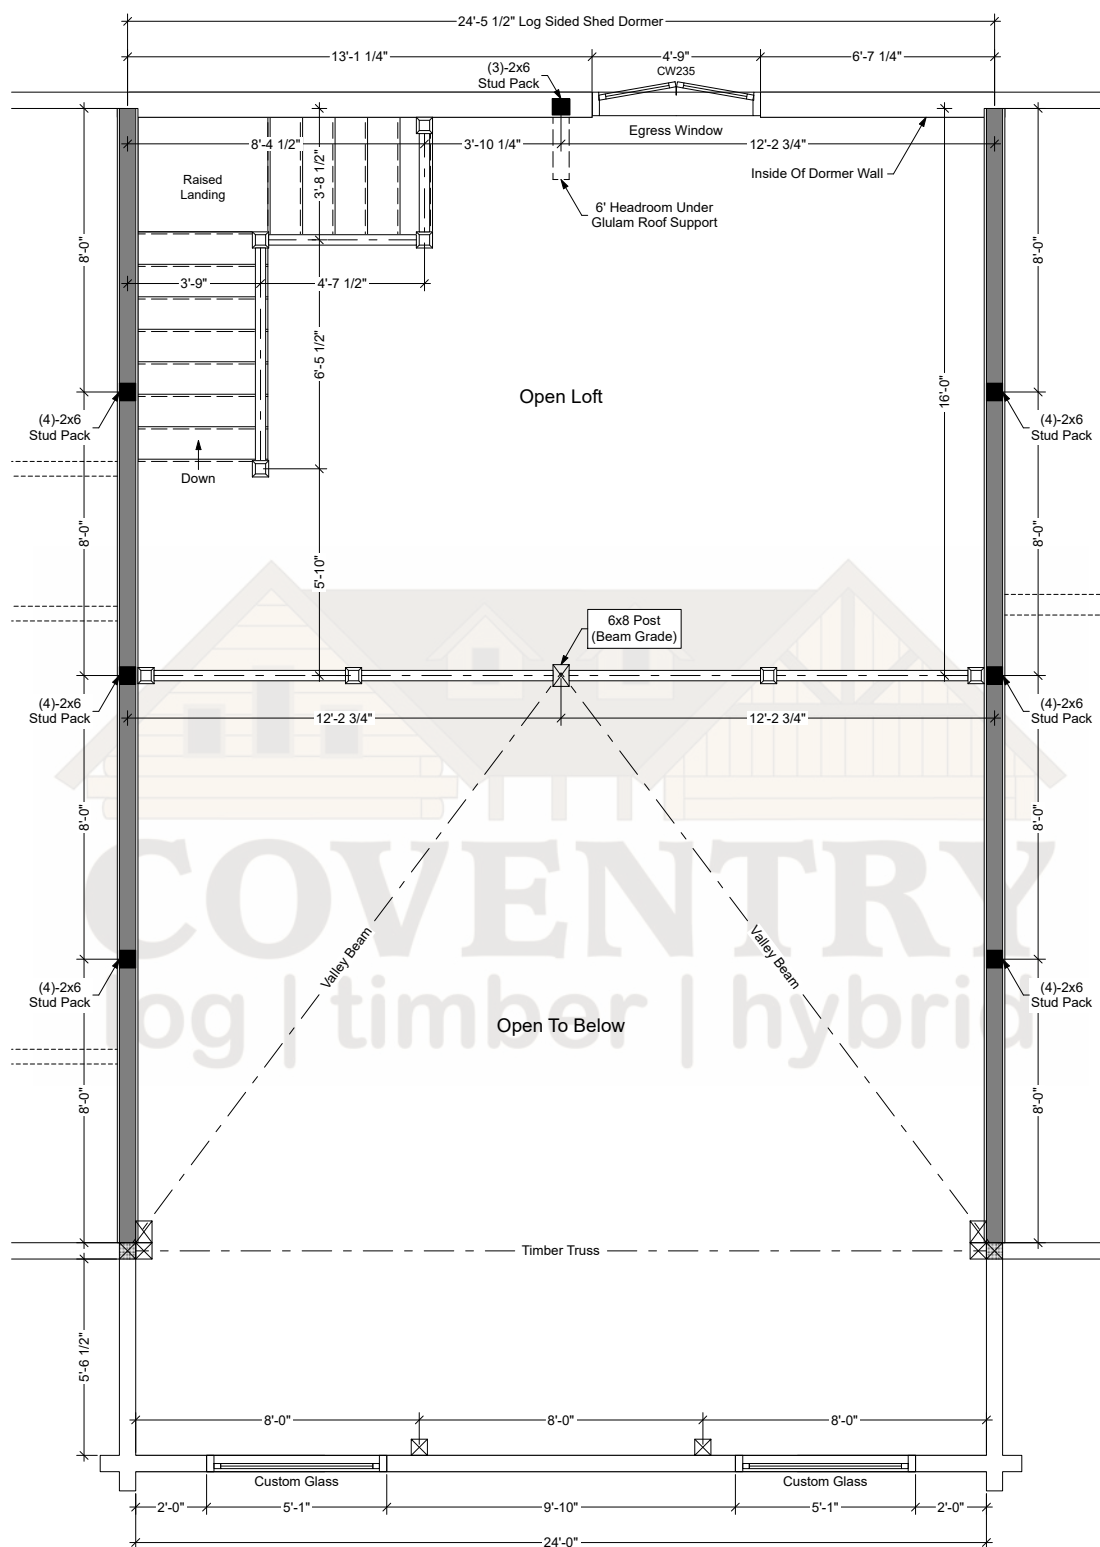 24'-5 1/2" Log Sided Shed Dormer
13'-1 1/4"
4'-9"
6'-7 1/4"
(3)-2x6
Stud Pack
CW235
Egress Window
8'-4 1/2"
3'-10 1/4"
12'-2 3/4"
Inside Of Dormer Wall
Raised
Landing
3'-8 1/2"
6' Headroom Under
Glulam Roof Support
8'-0"
8'-0"
3'-9"
4'-7 1/2"
6'-5 1/2"
Open Loft
16'-0"
(4)-2x6
Stud Pack
(4)-2x6
Stud Pack
Down
8'-0"
8'-0"
5'-10"
6x8 Post
(Beam Grade)
(4)-2x6
Stud Pack
(4)-2x6
Stud Pack
12'-2 3/4"
12'-2 3/4"
8'-0"
8'-0"
COVENTRY
log | timber | hybrid
Valley Beam
Valley Beam
(4)-2x6
Stud Pack
(4)-2x6
Stud Pack
Open To Below
8'-0"
8'-0"
Timber Truss
5'-6 1/2"
8'-0"
8'-0"
8'-0"
Custom Glass
Custom Glass
2'-0"
5'-1"
9'-10"
5'-1"
2'-0"
24'-0"